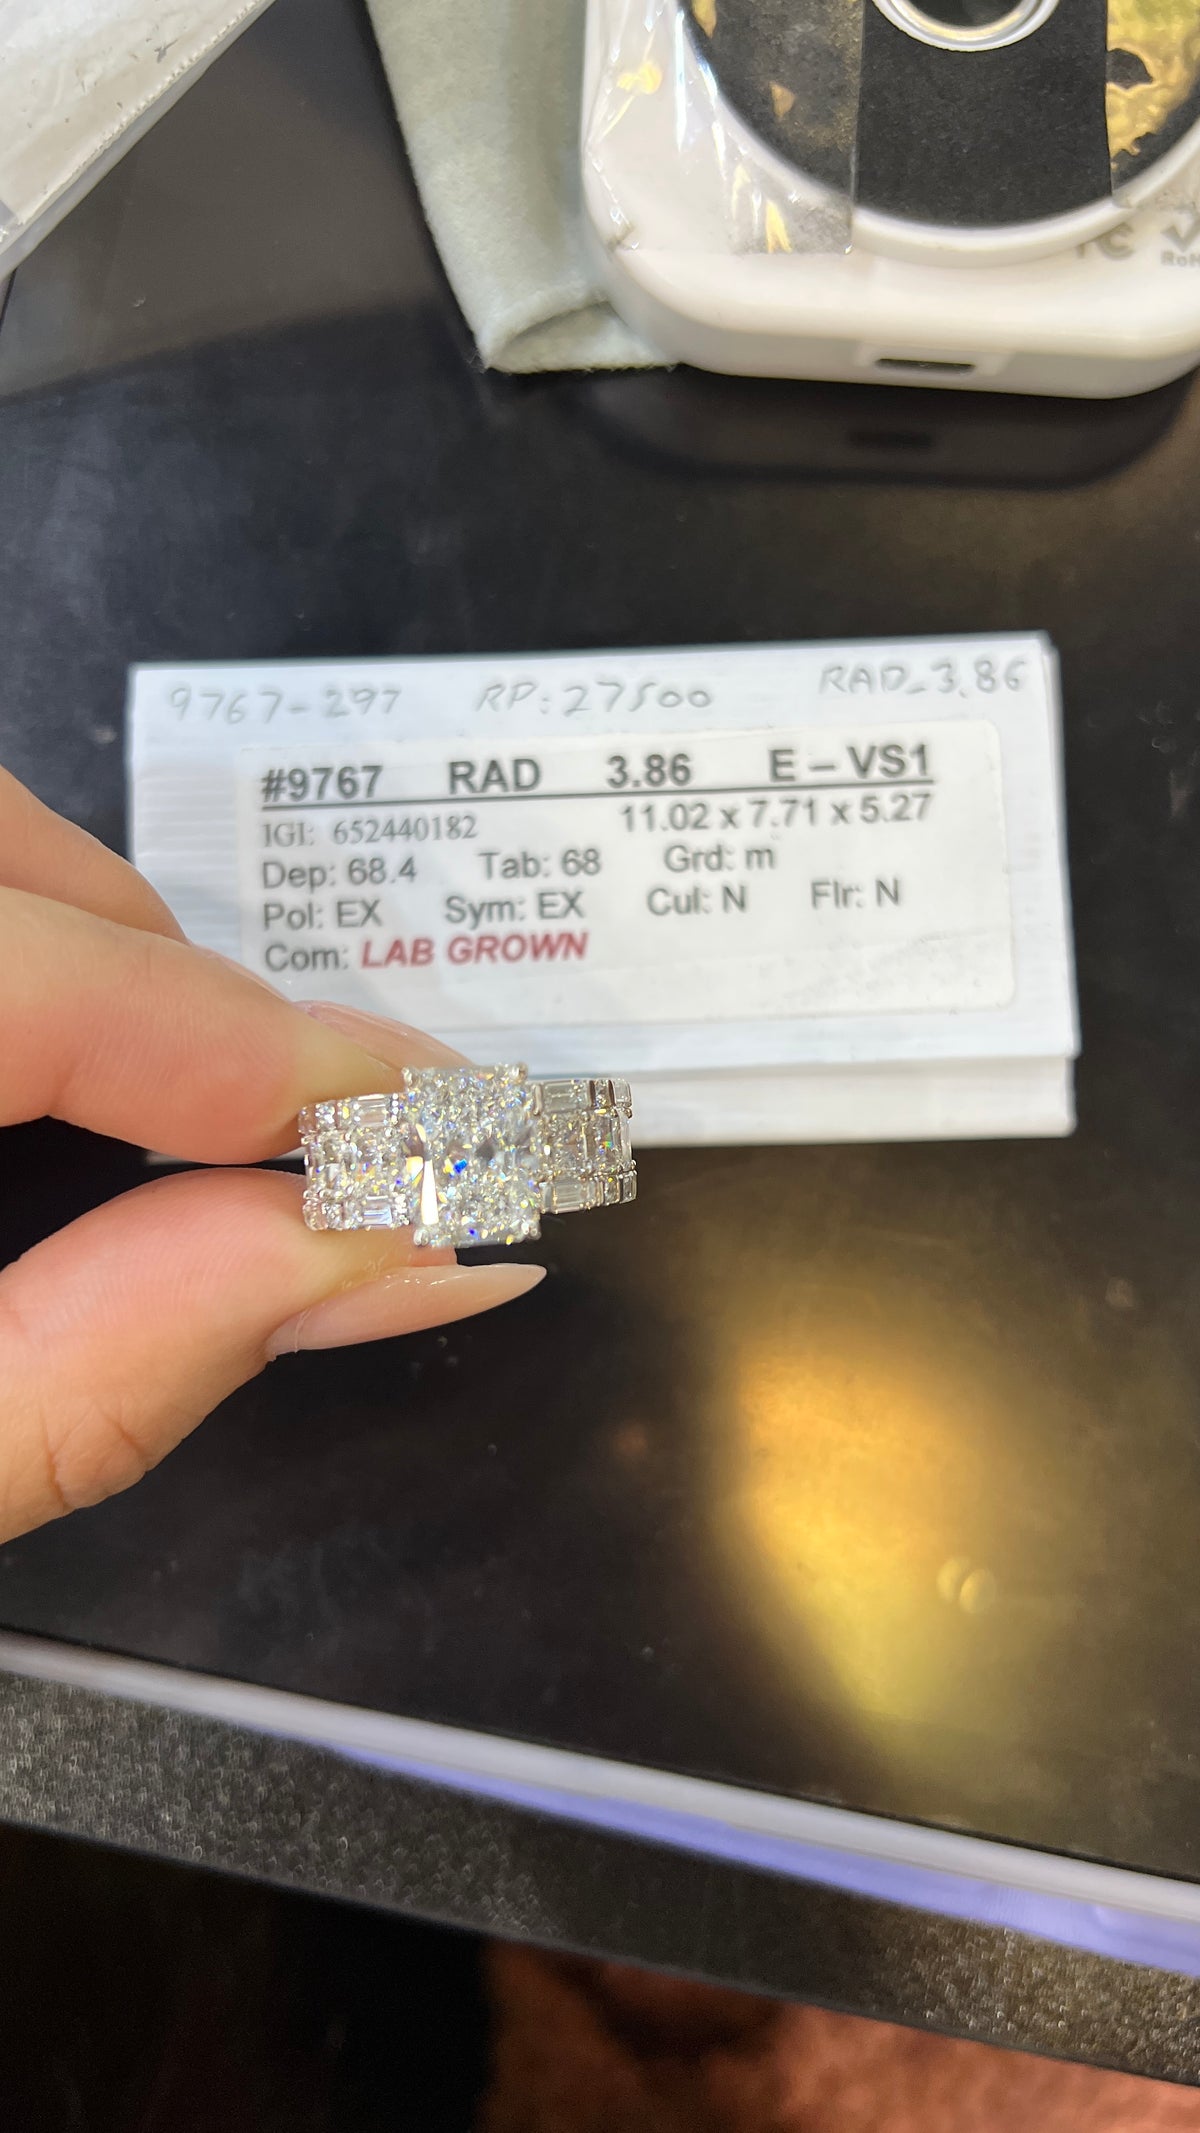 RoH
9767-297 RP:27500 RAD_3.86
#9767 RAD 3.86 E – VS1
IGI: 652440182 11.02 x 7.71 x 5.27
Dep: 68.4 Tab: 68 Grd: m
Pol: EX Sym: EX Cul: N Flr: N
Com: LAB GROWN